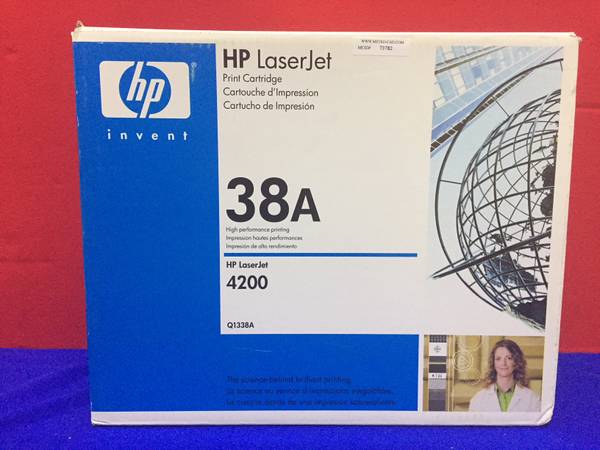 hp
invent
HP LaserJet
Print Cartridge
Cartouche d'Impression
Cartucho de Impresión
38A
High performance printing
Impression hautes performances
Impresión de alto rendimiento
HP LaserJet
4200
Q1338A
The science behind brilliant printing.